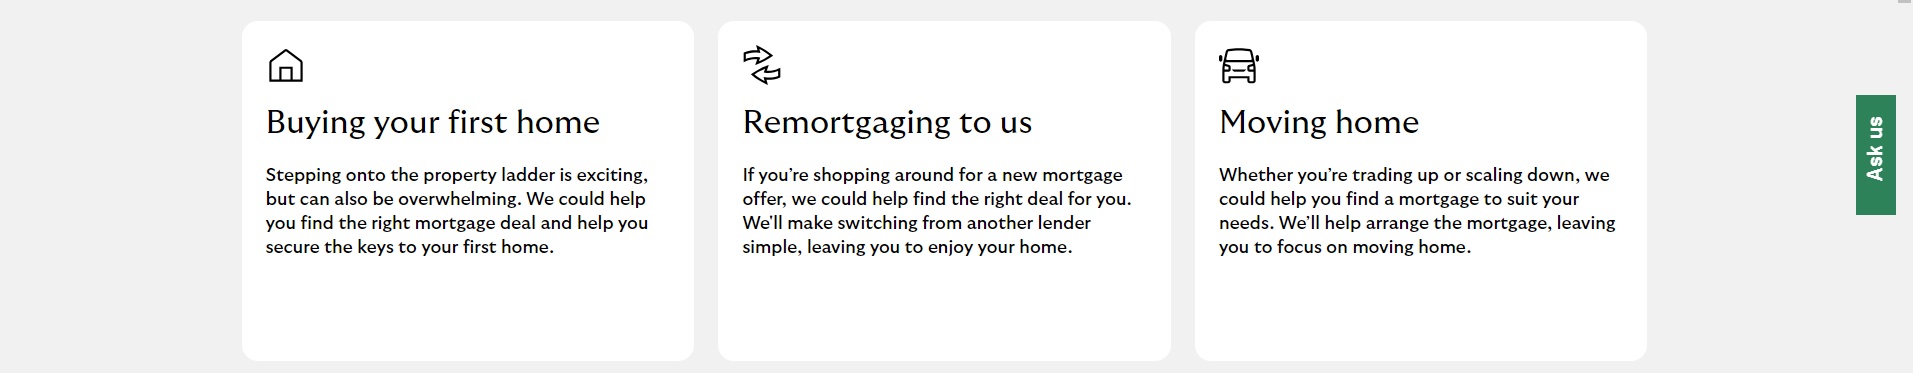 Buying your first home
Stepping onto the property ladder is exciting,
but can also be overwhelming. We could help
you find the right mortgage deal and help you
secure the keys to your first home.
Remortgaging to us
If you’re shopping around for a new mortgage
offer, we could help find the right deal for you.
We'll make switching from another lender
simple, leaving you to enjoy your home.
Moving home
Whether you’re trading up or scaling down, we
could help you find a mortgage to suit your
needs. We’ll help arrange the mortgage, leaving
you to focus on moving home.
Ask us